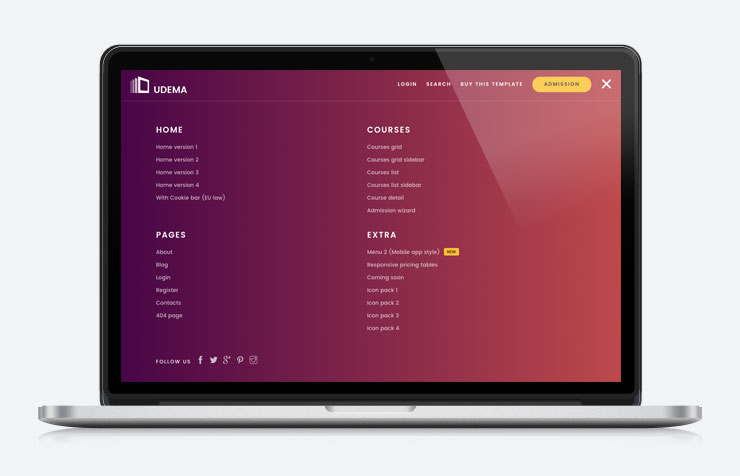 UDEMA
LOGIN SEARCH BUY THIS TEMPLATE ADMISSION
HOME
Home version 1
Home version 2
Home version 3
Home version 4
With Cookie bar (EU law)
COURSES
Courses grid
Courses grid sidebar
Courses list
Courses list sidebar
Course detail
Admission wizard
PAGES
About
Blog
Login
Register
Contacts
404 page
EXTRA
Menu 2 (Mobile app style) NEW
Responsive pricing tables
Coming soon
Icon pack 1
Icon pack 2
Icon pack 3
Icon pack 4
FOLLOW US